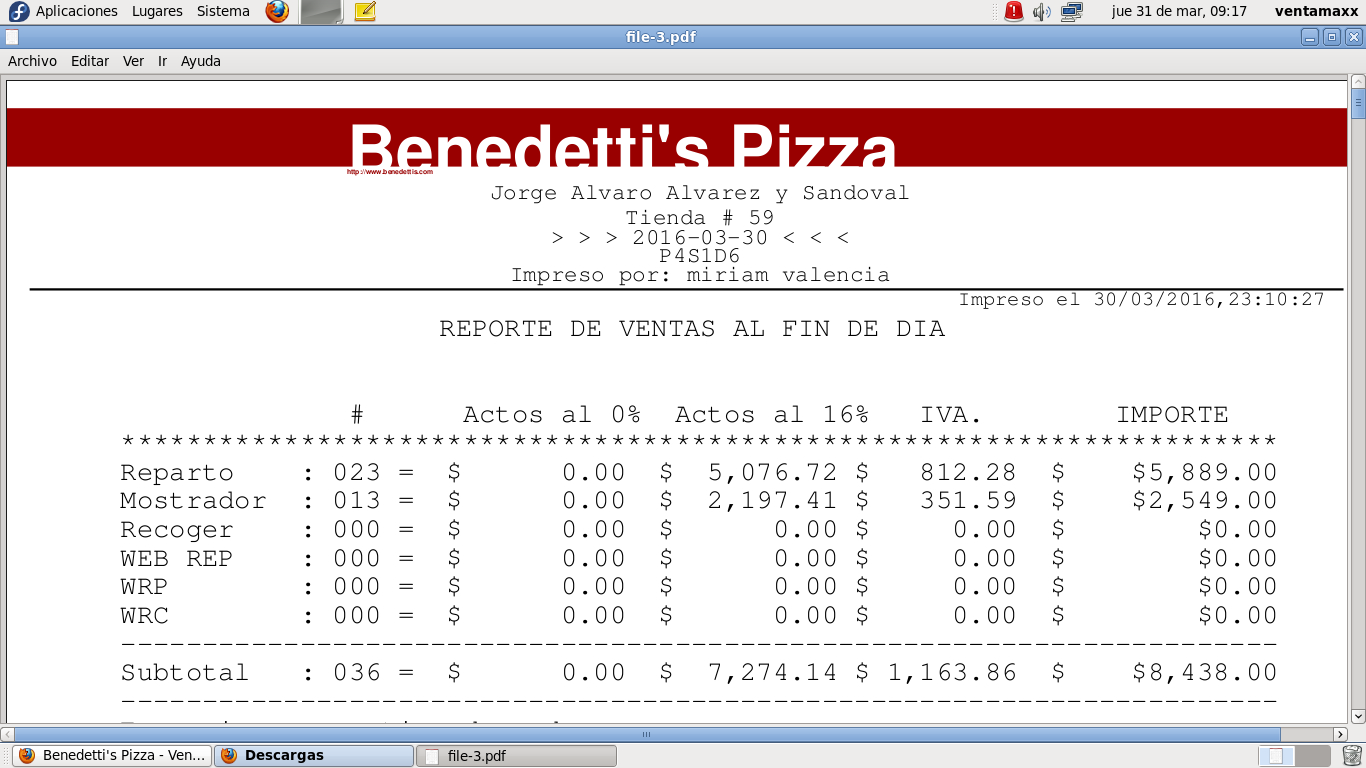 Aplicaciones Lugares Sistema jue 31 de mar, 09:17 ventamaxx
file-3.pdf
Archivo Editar Ver Ir Ayuda
Benedetti's Pizza
http://www.benedettis.com
Jorge Alvaro Alvarez y Sandoval
Tienda # 59
> > > 2016-03-30 < < <
P4S1D6
Impreso por: miriam valencia
Impreso el 30/03/2016,23:10:27
REPORTE DE VENTAS AL FIN DE DIA
# Actos al 0% Actos al 16% IVA. IMPORTE
***********************************************************************
Reparto : 023 = $ 0.00 $ 5,076.72 $ 812.28 $ $5,889.00
Mostrador : 013 = $ 0.00 $ 2,197.41 $ 351.59 $ $2,549.00
Recoger : 000 = $ 0.00 $ 0.00 $ 0.00 $ $0.00
WEB REP : 000 = $ 0.00 $ 0.00 $ 0.00 $ $0.00
WRP : 000 = $ 0.00 $ 0.00 $ 0.00 $ $0.00
WRC : 000 = $ 0.00 $ 0.00 $ 0.00 $ $0.00
-----------------------------------------------------------------------
Subtotal : 036 = $ 0.00 $ 7,274.14 $ 1,163.86 $ $8,438.00
-----------------------------------------------------------------------
Benedetti's Pizza - Ven... Descargas file-3.pdf